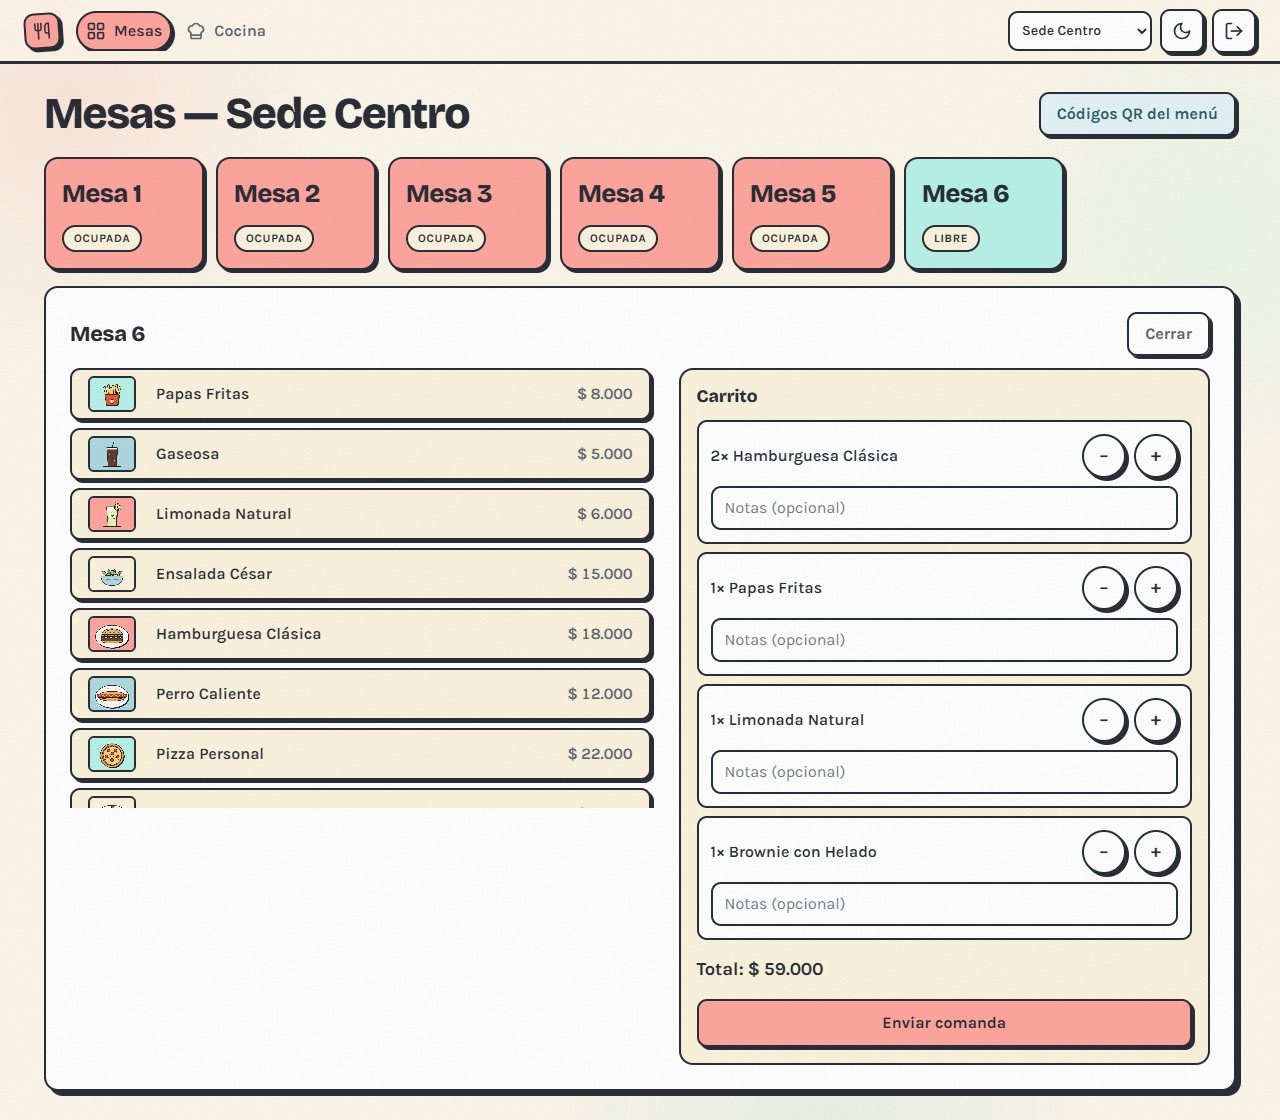 Mesas
Cocina
Sede Centro
Mesas — Sede Centro
Códigos QR del menú
Mesa 1
OCUPADA
Mesa 2
OCUPADA
Mesa 3
OCUPADA
Mesa 4
OCUPADA
Mesa 5
OCUPADA
Mesa 6
LIBRE
Mesa 6
Cerrar
Papas Fritas
$ 8.000
Gaseosa
$ 5.000
Limonada Natural
$ 6.000
Ensalada César
$ 15.000
Hamburguesa Clásica
$ 18.000
Perro Caliente
$ 12.000
Pizza Personal
$ 22.000
Carrito
2× Hamburguesa Clásica
−
+
Notas (opcional)
1× Papas Fritas
−
+
Notas (opcional)
1× Limonada Natural
−
+
Notas (opcional)
1× Brownie con Helado
−
+
Notas (opcional)
Total: $ 59.000
Enviar comanda